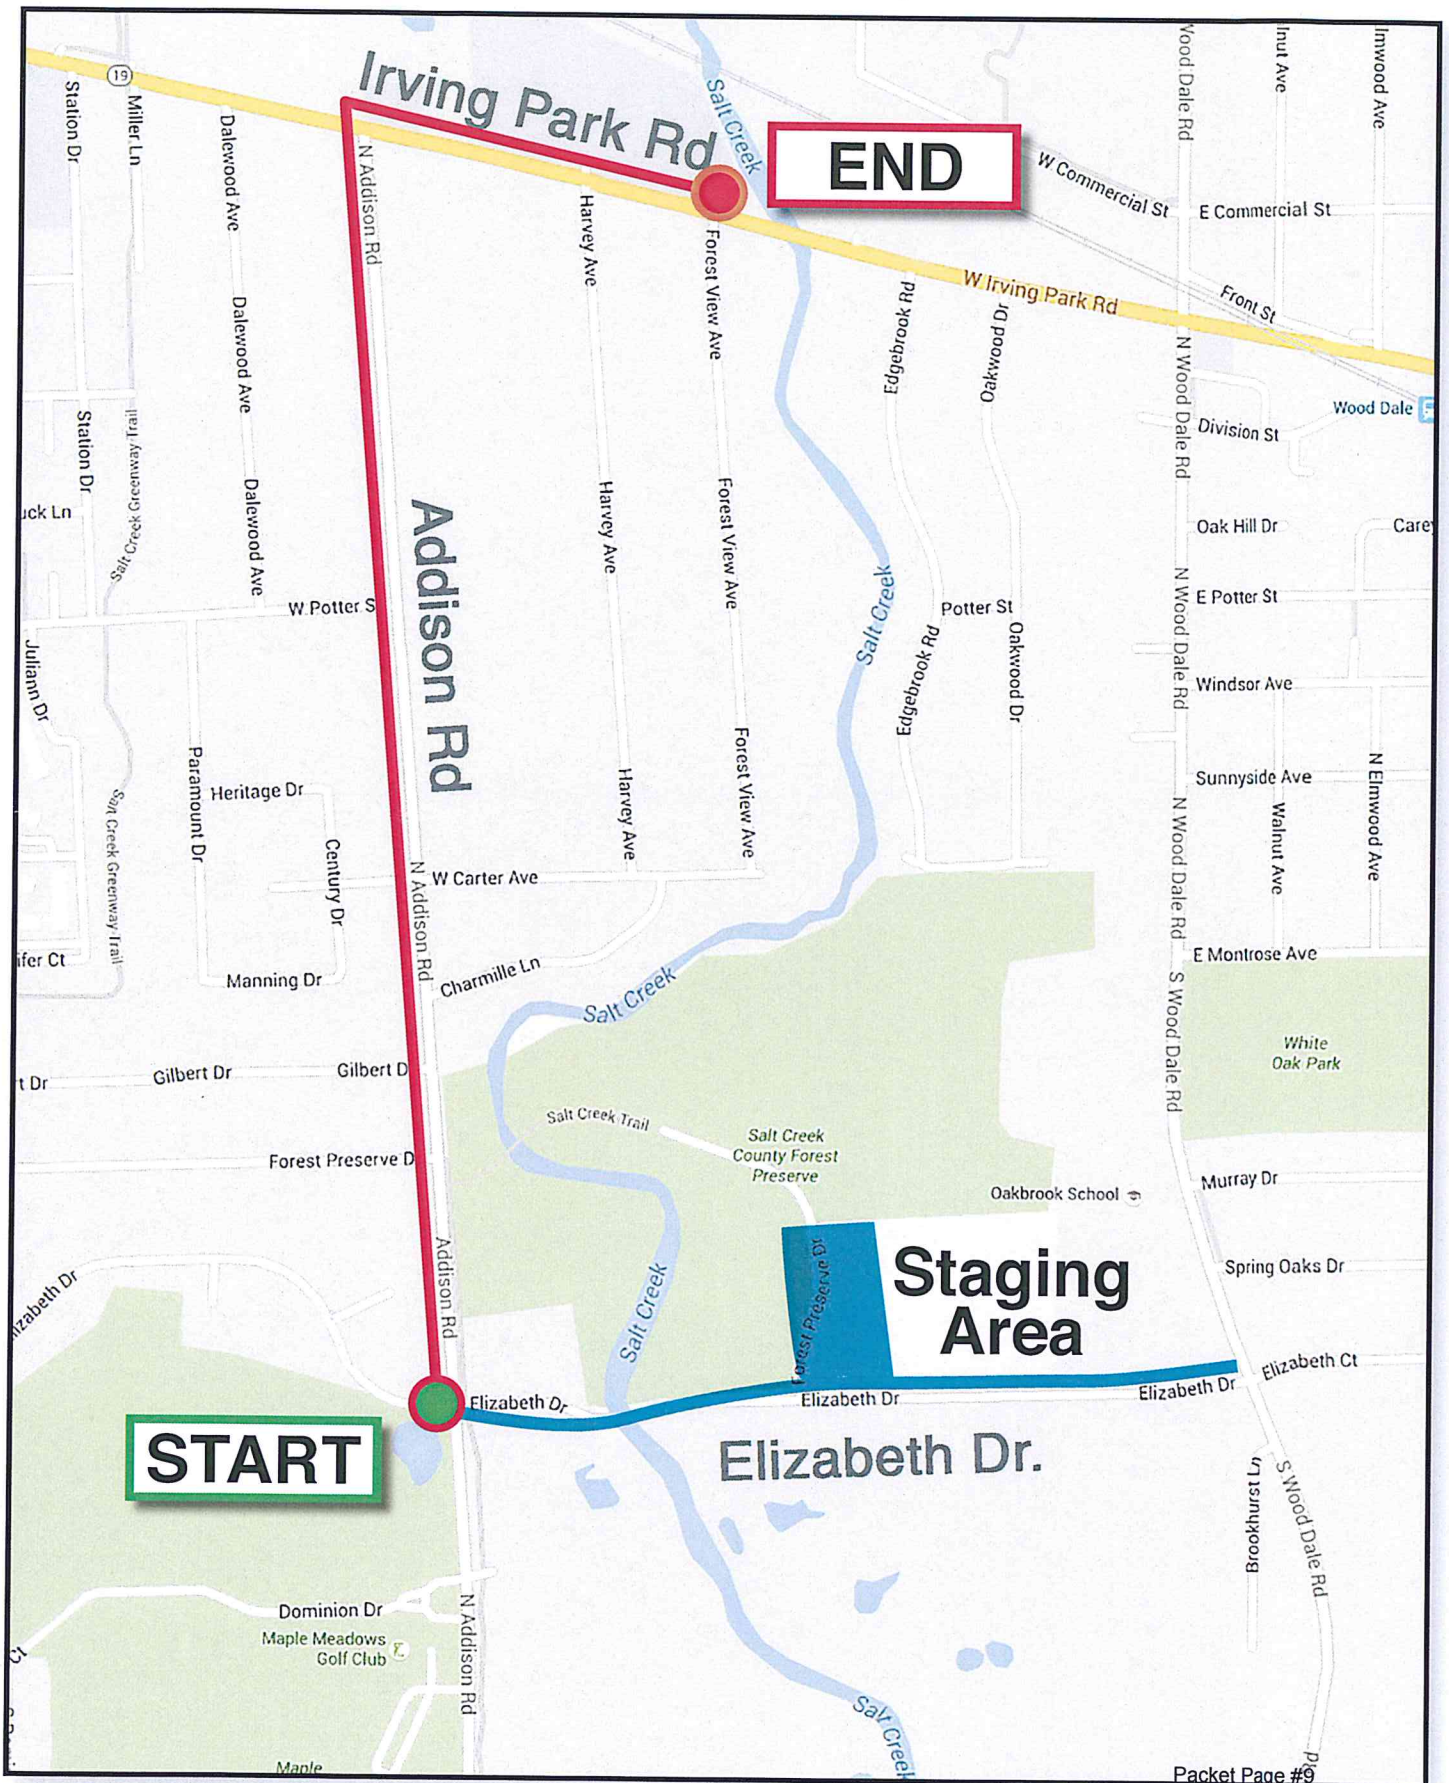 Irving Park Rd
19
Station Dr
Miller Ln
Dalewood Ave
N Addison Rd
Salt Creek
END
Wood Dale Rd
W Commercial St
E Commercial St
Harvey Ave
Forest View Ave
W Irving Park Rd
Front St
Edgebrook Rd
Oakwood Dr
Dalewood Ave
N Wood Dale Rd
Wood Dale
Division St
Station Dr
Salt Creek Greenway Trail
Dalewood Ave
Addison Rd
Harvey Ave
Forest View Ave
Oak Hill Dr
Salt Creek
W Potter S
Potter St
E Potter St
N Wood Dale Rd
Juliann Dr
Edgebrook Rd
Oakwood Dr
Windsor Ave
Paramount Dr
Heritage Dr
Harvey Ave
Forest View Ave
Sunnyside Ave
Walnut Ave
N Elmwood Ave
Salt Creek Greenway Trail
Century Dr
N Addison Rd
W Carter Ave
N Wood Dale Rd
ifer Ct
Manning Dr
Charmille Ln
Salt Creek
E Montrose Ave
S Wood Dale Rd
White
Oak Park
t Dr
Gilbert Dr
Gilbert D
Salt Creek Trail
Salt Creek
County Forest
Preserve
Forest Preserve D
Oakbrook School
Murray Dr
Addison Rd
Salt Creek
Forest Preserve Dr
Staging
Area
Spring Oaks Dr
Elizabeth Dr
Elizabeth Dr
Elizabeth Dr
Elizabeth Ct
START
Elizabeth Dr.
Brookhurst Ln
S Wood Dale Rd
Dominion Dr
Maple Meadows
Golf Club
N Addison Rd
Salt Creek
Maple
Packet Page #9